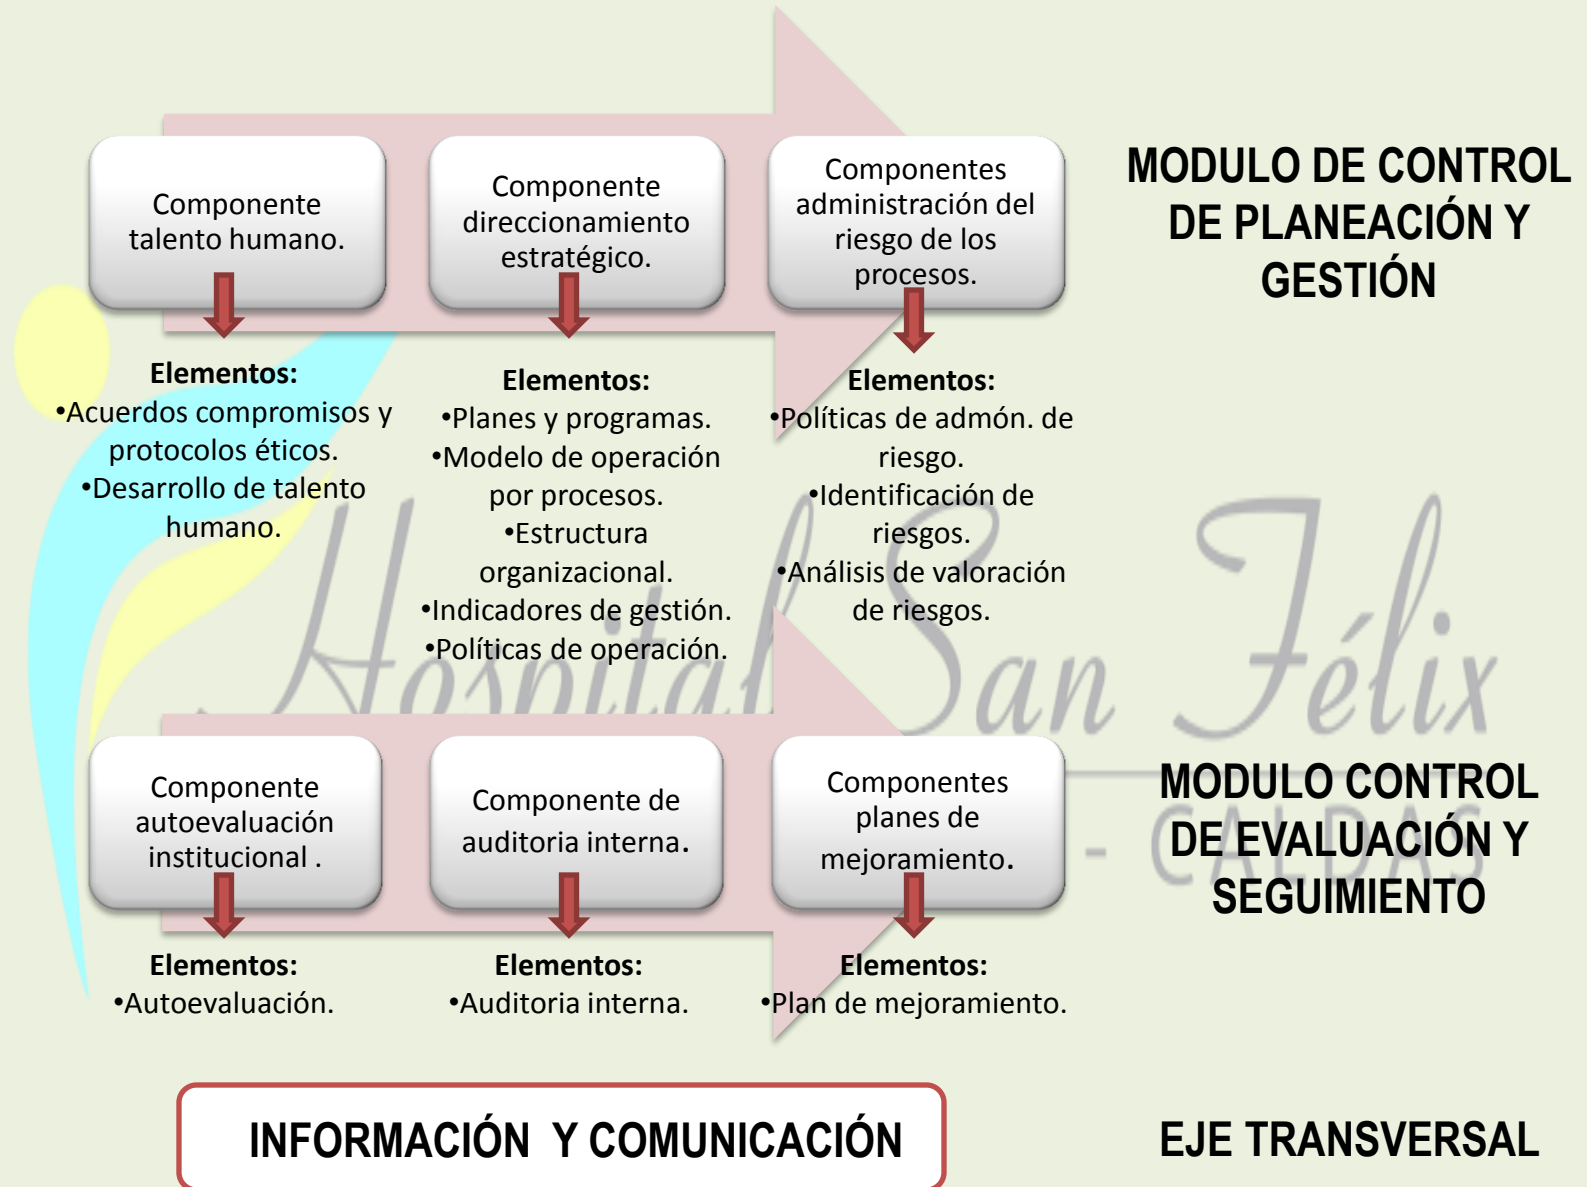 Componente
talento humano.
Componente
direccionamiento
estratégico.
Componentes
administración del
riesgo de los
procesos.
MODULO DE CONTROL
DE PLANEACIÓN Y
GESTIÓN
Elementos:
•Acuerdos compromisos y
protocolos éticos.
•Desarrollo de talento
humano.
Elementos:
•Planes y programas.
•Modelo de operación
por procesos.
•Estructura
organizacional.
•Indicadores de gestión.
•Políticas de operación.
Elementos:
•Políticas de admón. de
riesgo.
•Identificación de
riesgos.
•Análisis de valoración
de riesgos.
Hospital San Félix
- CALDAS
Componente
autoevaluación
institucional .
Componente de
auditoria interna.
Componentes
planes de
mejoramiento.
MODULO CONTROL
DE EVALUACIÓN Y
SEGUIMIENTO
Elementos:
•Autoevaluación.
Elementos:
•Auditoria interna.
Elementos:
•Plan de mejoramiento.
INFORMACIÓN  Y COMUNICACIÓN
EJE TRANSVERSAL